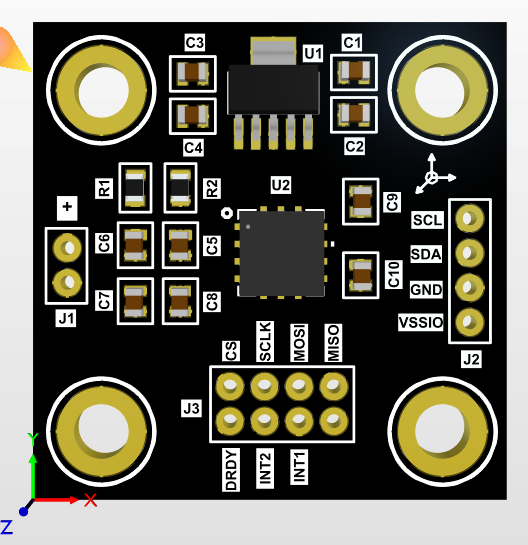 C3
U1
C1
C4
C2
R1
R2
U2
C9
+
SCL
C6
C5
SDA
C10
GND
C7
C8
J1
VSSIO
J2
CS
SCLK
MOSI
MISO
J3
DRDY
INT2
INT1
Y
X
Z